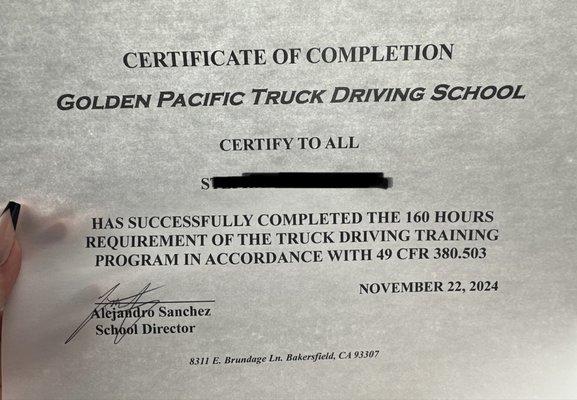 CERTIFICATE OF COMPLETION
GOLDEN PACIFIC TRUCK DRIVING SCHOOL
CERTIFY TO ALL
HAS SUCCESSFULLY COMPLETED THE 160 HOURS
REQUIREMENT OF THE TRUCK DRIVING TRAINING
PROGRAM IN ACCORDANCE WITH 49 CFR 380.503
NOVEMBER 22, 2024
Alejandro Sanchez
School Director
8311 E. Brundage Ln. Bakersfield, CA 93307